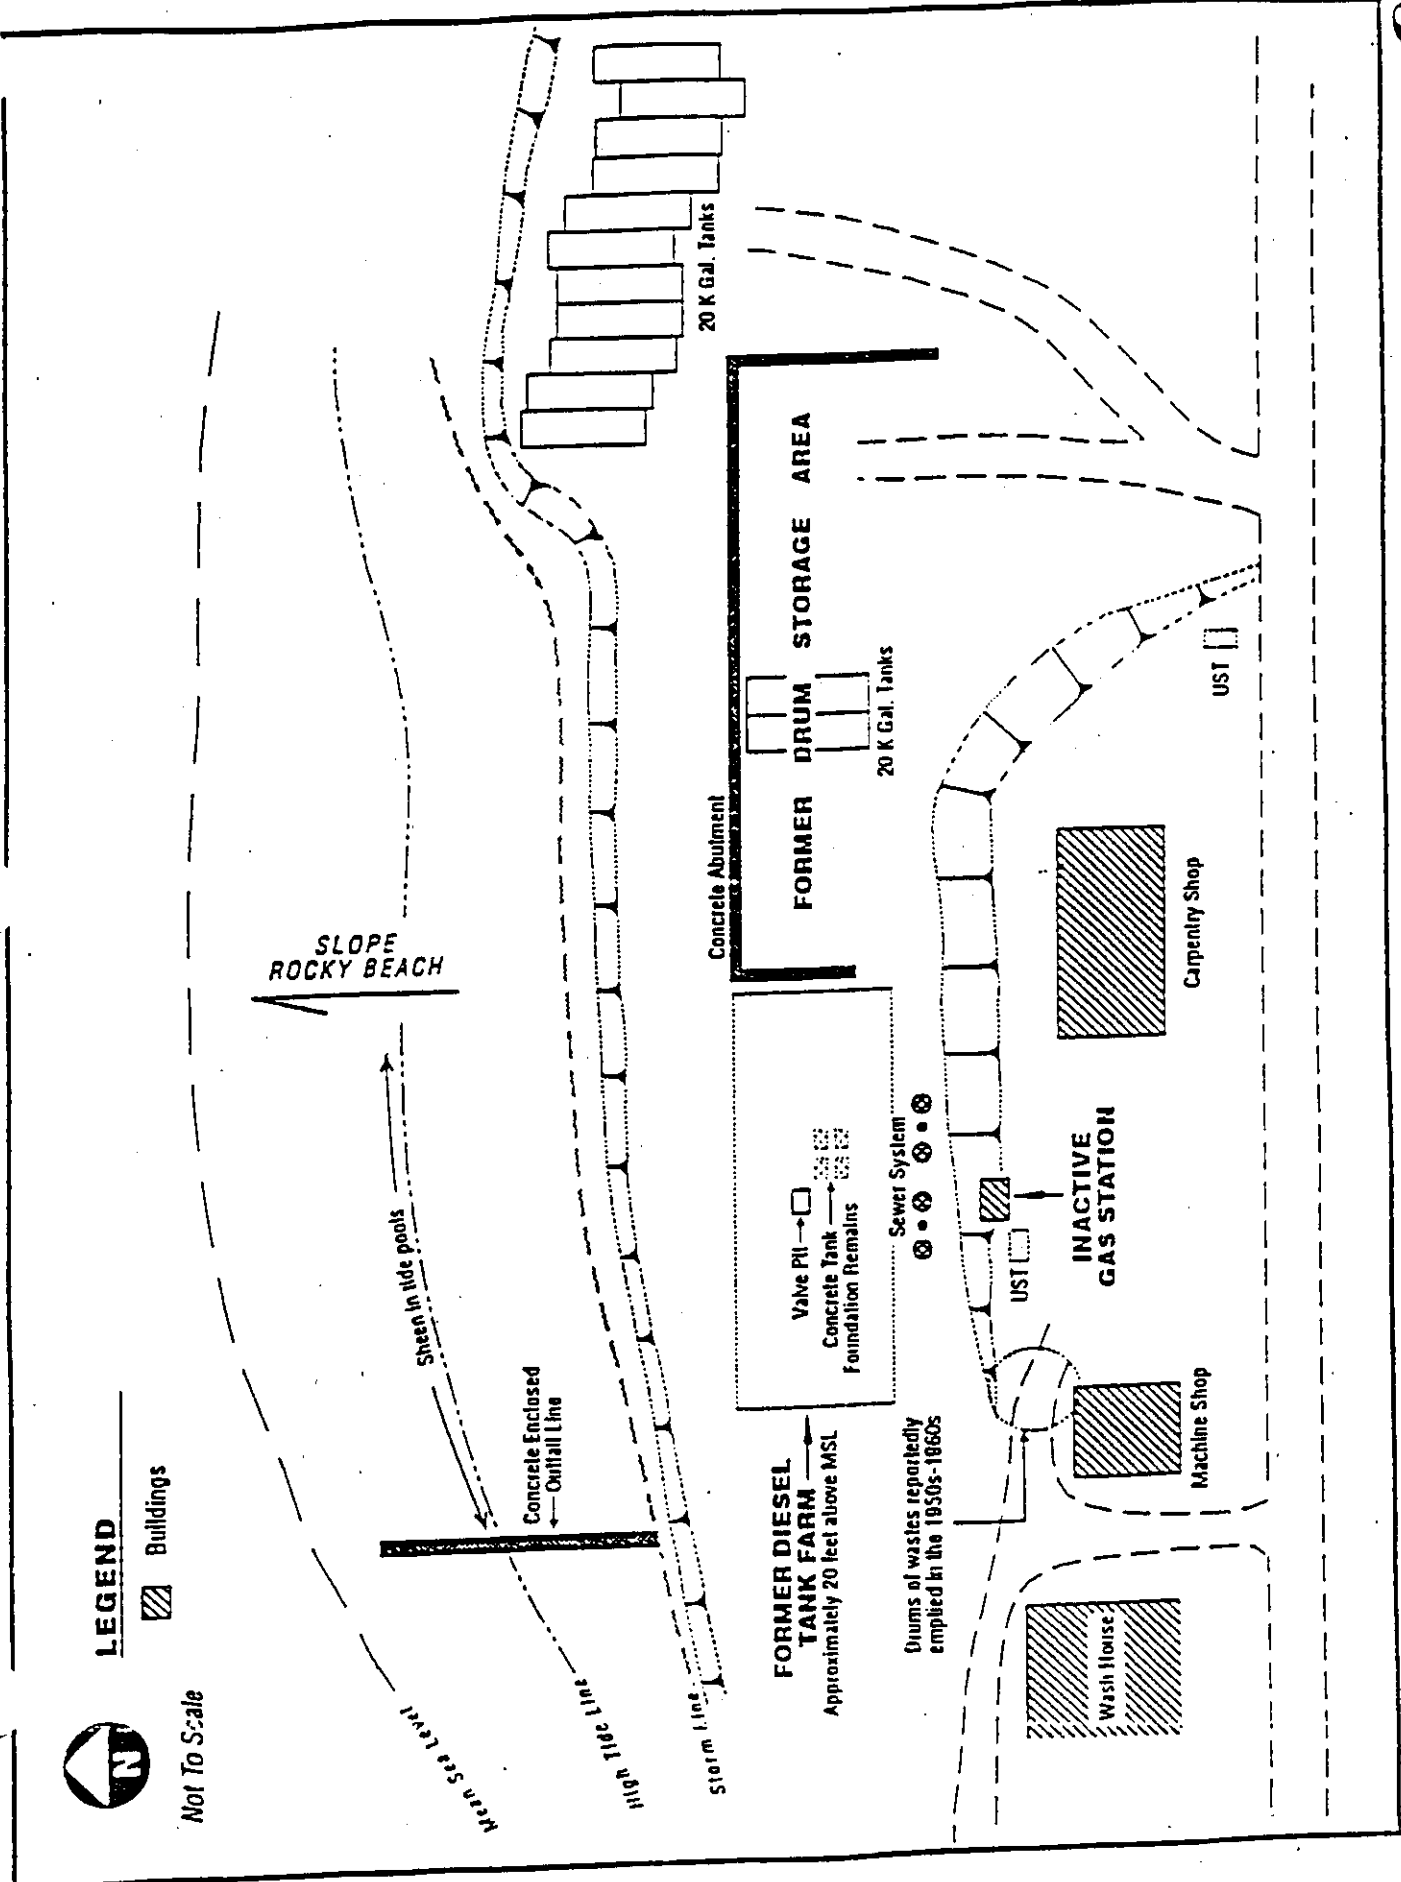 LEGEND
Buildings
N
Not To Scale
Mean Sea Level
High Tide Line
Storm Line
SLOPE
ROCKY BEACH
Sheen in tide pools
Concrete Enclosed
Outfall Line
20 K Gal. Tanks
Concrete Abutment
FORMER DRUM STORAGE AREA
20 K Gal. Tanks
FORMER DIESEL
TANK FARM
Approximately 20 feet above MSL
Valve Pit
Concrete Tank
Foundation Remains
Sewer System
Drums of wastes reportedly
emptied in the 1950s-1960s
UST
INACTIVE
GAS STATION
UST
Carpentry Shop
Machine Shop
Wash House